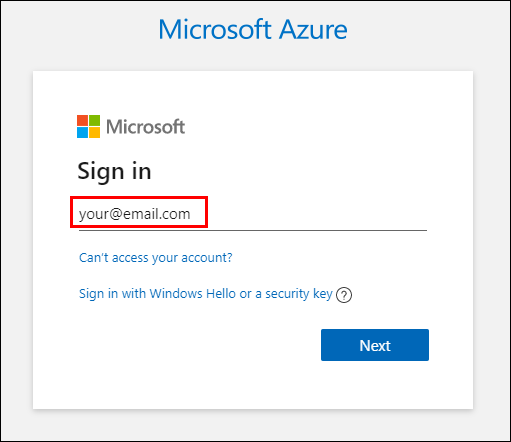 Microsoft Azure
Microsoft
Sign in
your@email.com
Can't access your account?
Sign in with Windows Hello or a security key ?
Next